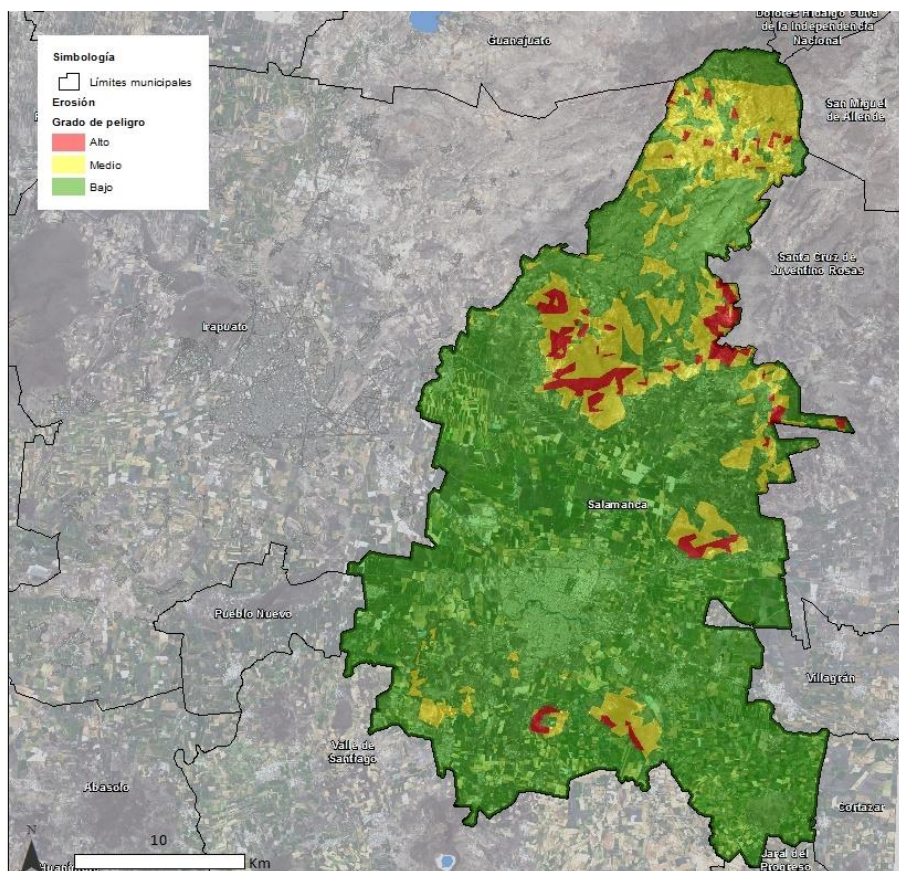 Simbología
Límites municipales
Erosión
Grado de peligro
Alto
Medio
Bajo
Guanajuato
Dolores Hidalgo Cuna
de la Independencia
Nacional
San Miguel
de Allende
Santa Cruz de
Juventino Rosas
Irapuato
Salamanca
Pueblo Nuevo
Villagrán
Valle de
Santiago
Abasolo
Cortazar
Jaral del
Progreso
N
10
Km